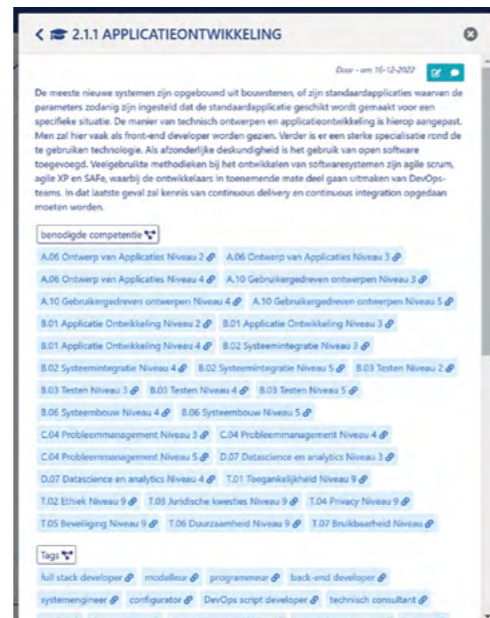 2.1.1 APPLICATIEONTWIKKELING
Door - om 16-12-2022
De meeste nieuwe systemen zijn opgebouwd uit bouwstenen, of zijn standaardapplicaties waarvan de
parameters zodanig zijn ingesteld dat de standaardapplicatie geschikt wordt gemaakt voor een
specifieke situatie. De manier van technisch ontwerpen en applicatieontwikkeling is hierop aangepast.
Men zal hier vaak als front-end developer worden gezien. Verder is er een sterke specialisatie rond de
te gebruiken technologie. Als afzonderlijke deskundigheid is het gebruik van open software
toegevoegd. Veelgebruikte methodieken bij het ontwikkelen van softwaresystemen zijn agile scrum,
agile XP en SAFe, waarbij de ontwikkelaars in toenemende mate deel gaan uitmaken van DevOps-
teams. In dat laatste geval zal kennis van continuous delivery en continuous integration opgedaan
moeten worden.
benodigde competentie
A.06 Ontwerp van Applicaties Niveau 2 A.06 Ontwerp van Applicaties Niveau 3
A.06 Ontwerp van Applicaties Niveau 4 A.10 Gebruikergedreven ontwerpen Niveau 3
A.10 Gebruikergedreven ontwerpen Niveau 4 A.10 Gebruikergedreven ontwerpen Niveau 5
B.01 Applicatie Ontwikkeling Niveau 2 B.01 Applicatie Ontwikkeling Niveau 3
B.01 Applicatie Ontwikkeling Niveau 4 B.02 Systeemintegratie Niveau 3
B.02 Systeemintegratie Niveau 4 B.02 Systeemintegratie Niveau 5 B.03 Testen Niveau 2
B.03 Testen Niveau 3 B.03 Testen Niveau 4 B.03 Testen Niveau 5
B.06 Systeembouw Niveau 4 B.06 Systeembouw Niveau 5
C.04 Probleemmanagement Niveau 3 C.04 Probleemmanagement Niveau 4
C.04 Probleemmanagement Niveau 5 D.07 Datascience en analytics Niveau 3
D.07 Datascience en analytics Niveau 4 T.01 Toegankelijkheid Niveau 9
T.02 Ethiek Niveau 9 T.03 Juridische kwesties Niveau 9 T.04 Privacy Niveau 9
T.05 Beveiliging Niveau 9 T.06 Duurzaamheid Niveau 9 T.07 Bruikbaarheid Niveau
Tags
full stack developer modelleur programmeur back-end developer
systemengineer configurator DevOps script developer technisch consultant